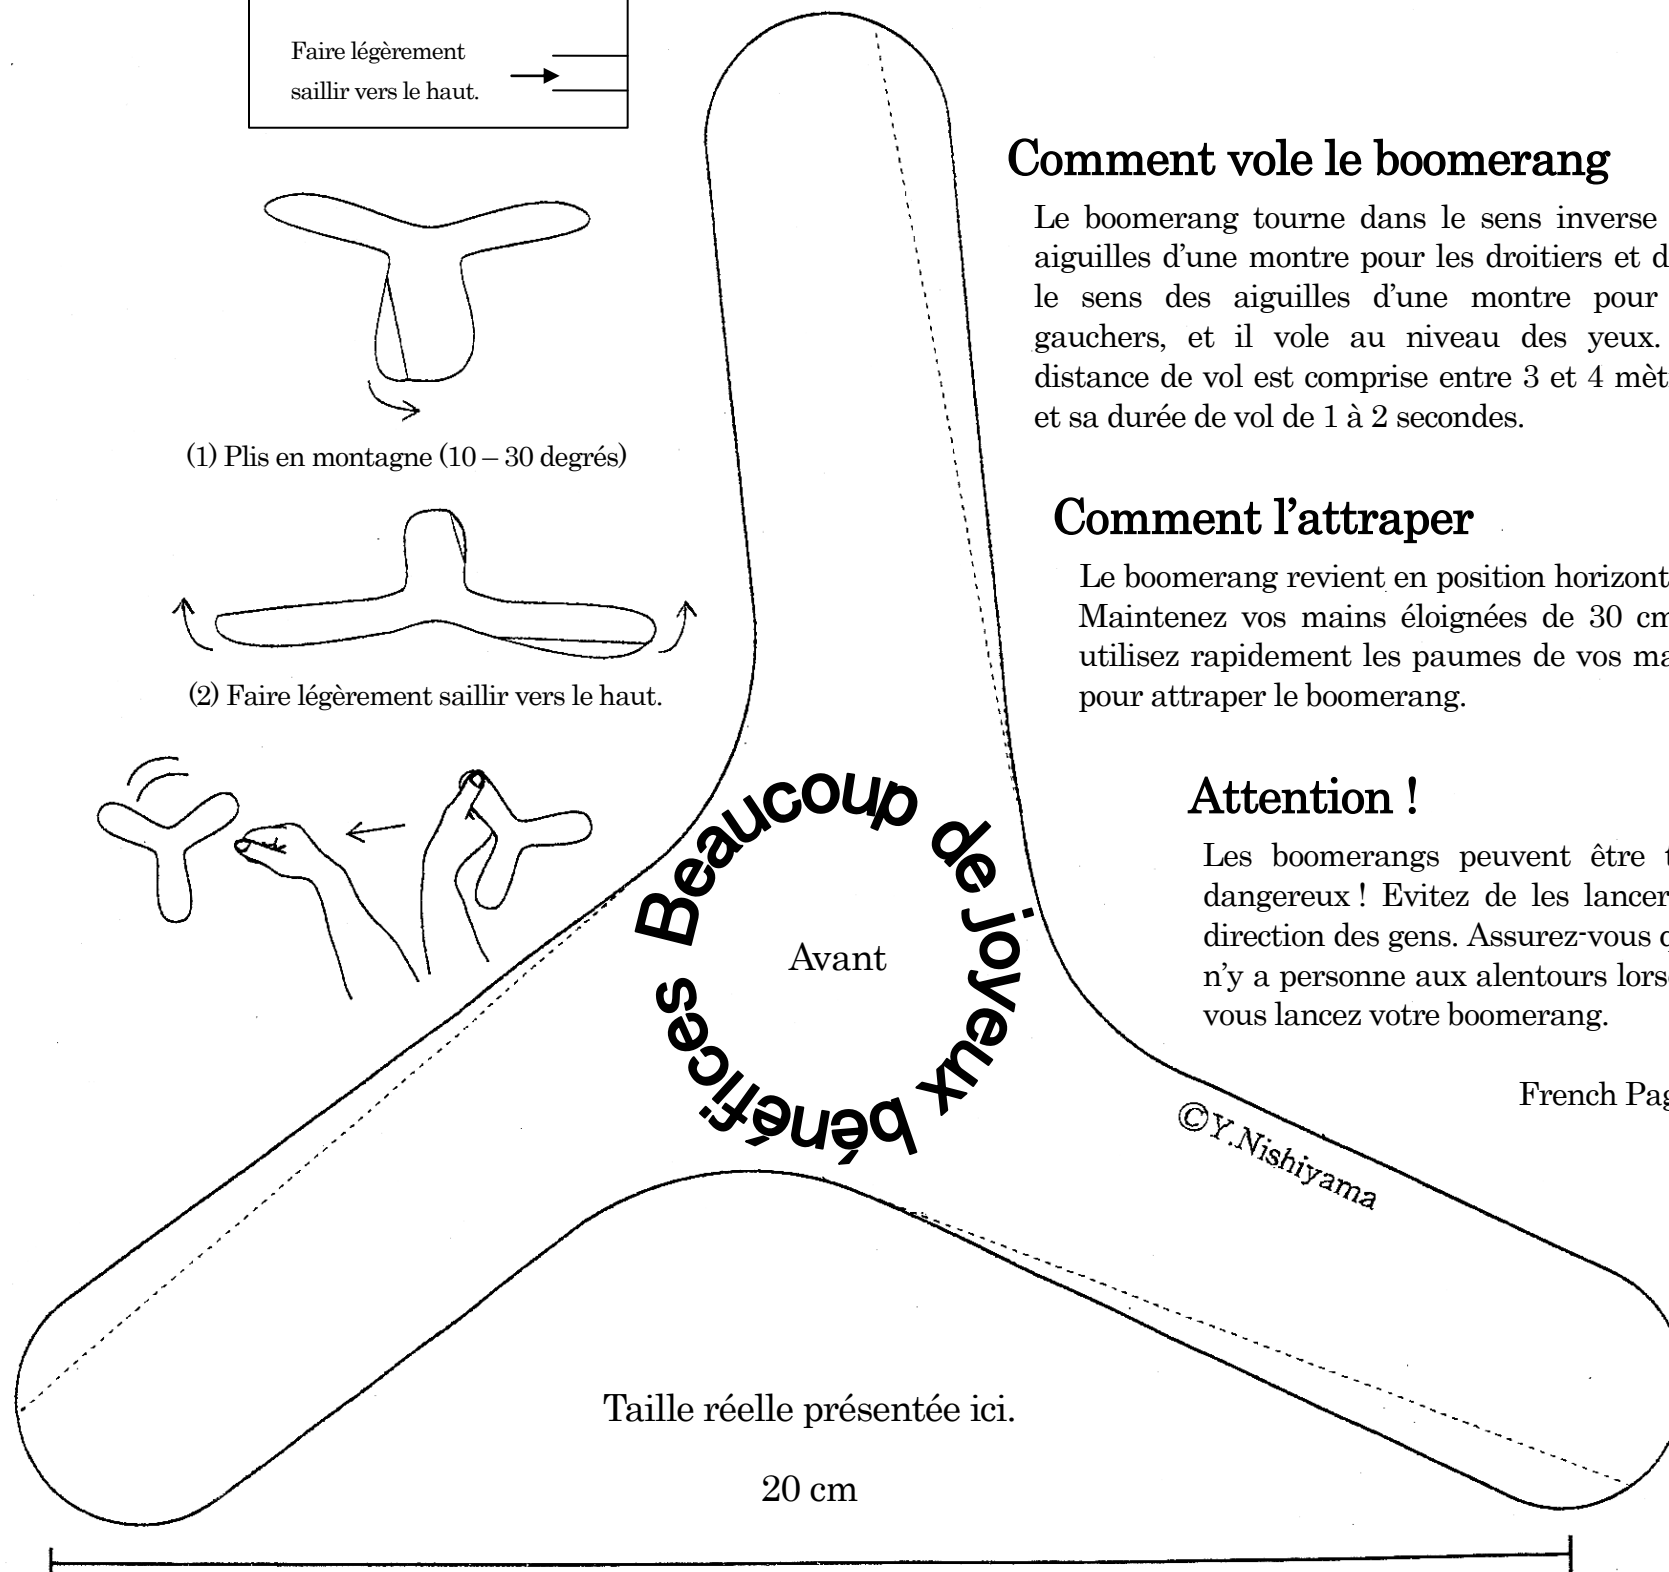 Faire légèrement
saillir vers le haut.
(1) Plis en montagne (10 – 30 degrés)
(2) Faire légèrement saillir vers le haut.
Comment vole le boomerang
Le boomerang tourne dans le sens inverse
aiguilles d’une montre pour les droitiers et
le sens des aiguilles d’une montre pour
gauchers, et il vole au niveau des yeux.
distance de vol est comprise entre 3 et 4
et sa durée de vol de 1 à 2 secondes.
Comment l’attraper
Le boomerang revient en position
Maintenez vos mains éloignées de 30 cm
utilisez rapidement les paumes de vos
pour attraper le boomerang.
Attention !
Les boomerangs peuvent être
dangereux ! Evitez de les lancer
direction des gens. Assurez-vous
n’y a personne aux alentours
vous lancez votre boomerang.
French
Beaucoup de joyeux bénéfices
Avant
©Y.Nishiyama
Taille réelle présentée ici.
20 cm